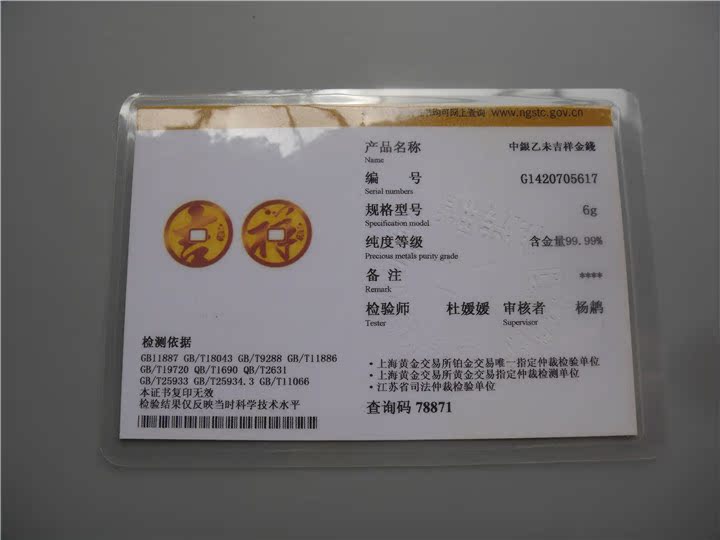 均可网上查询 www.ngstc.gov.cn
产品名称 中銀乙未吉祥金錢
Name
编 号 G1420705617
Serial numbers
规格型号 6g
Specification model
纯度等级 含金量99.99%
Precious metals purity grade
备 注 ****
Remark
检验师 杜媛媛 审核者 杨鹔
Tester Supervisor
吉 祥
检测依据
GB11887 GB/T18043 GB/T9288 GB/T11886
GB/T19720 QB/T1690 QB/T2631
GB/T25933 GB/T25934.3 GB/T11066
本证书复印无效
检验结果仅反映当时科学技术水平
•上海黄金交易所铂金交易唯一指定仲裁检验单位
•上海黄金交易所黄金交易指定仲裁检测单位
•江苏省司法仲裁检验单位
查询码 78871